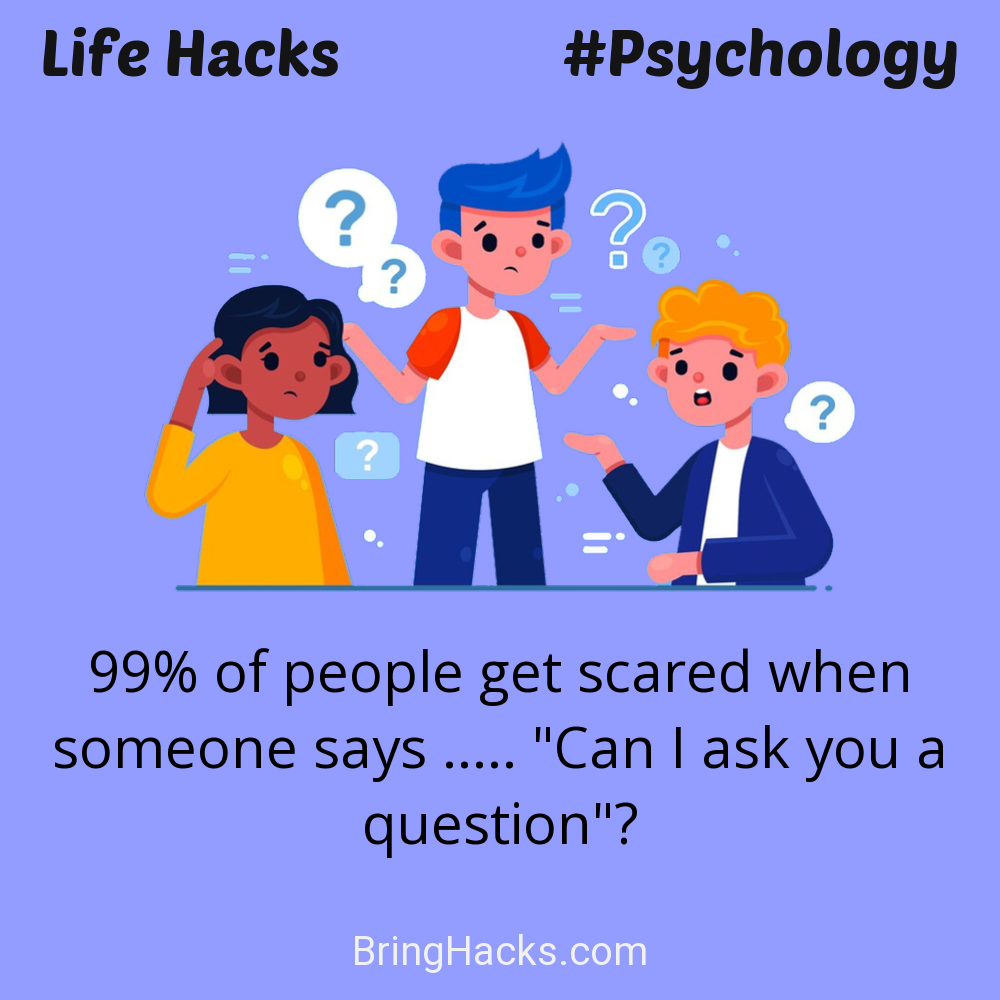 Life Hacks
#Psychology
?
?
?
?
?
?
99% of people get scared when
someone says ..... "Can I ask you a
question"?
BringHacks.com